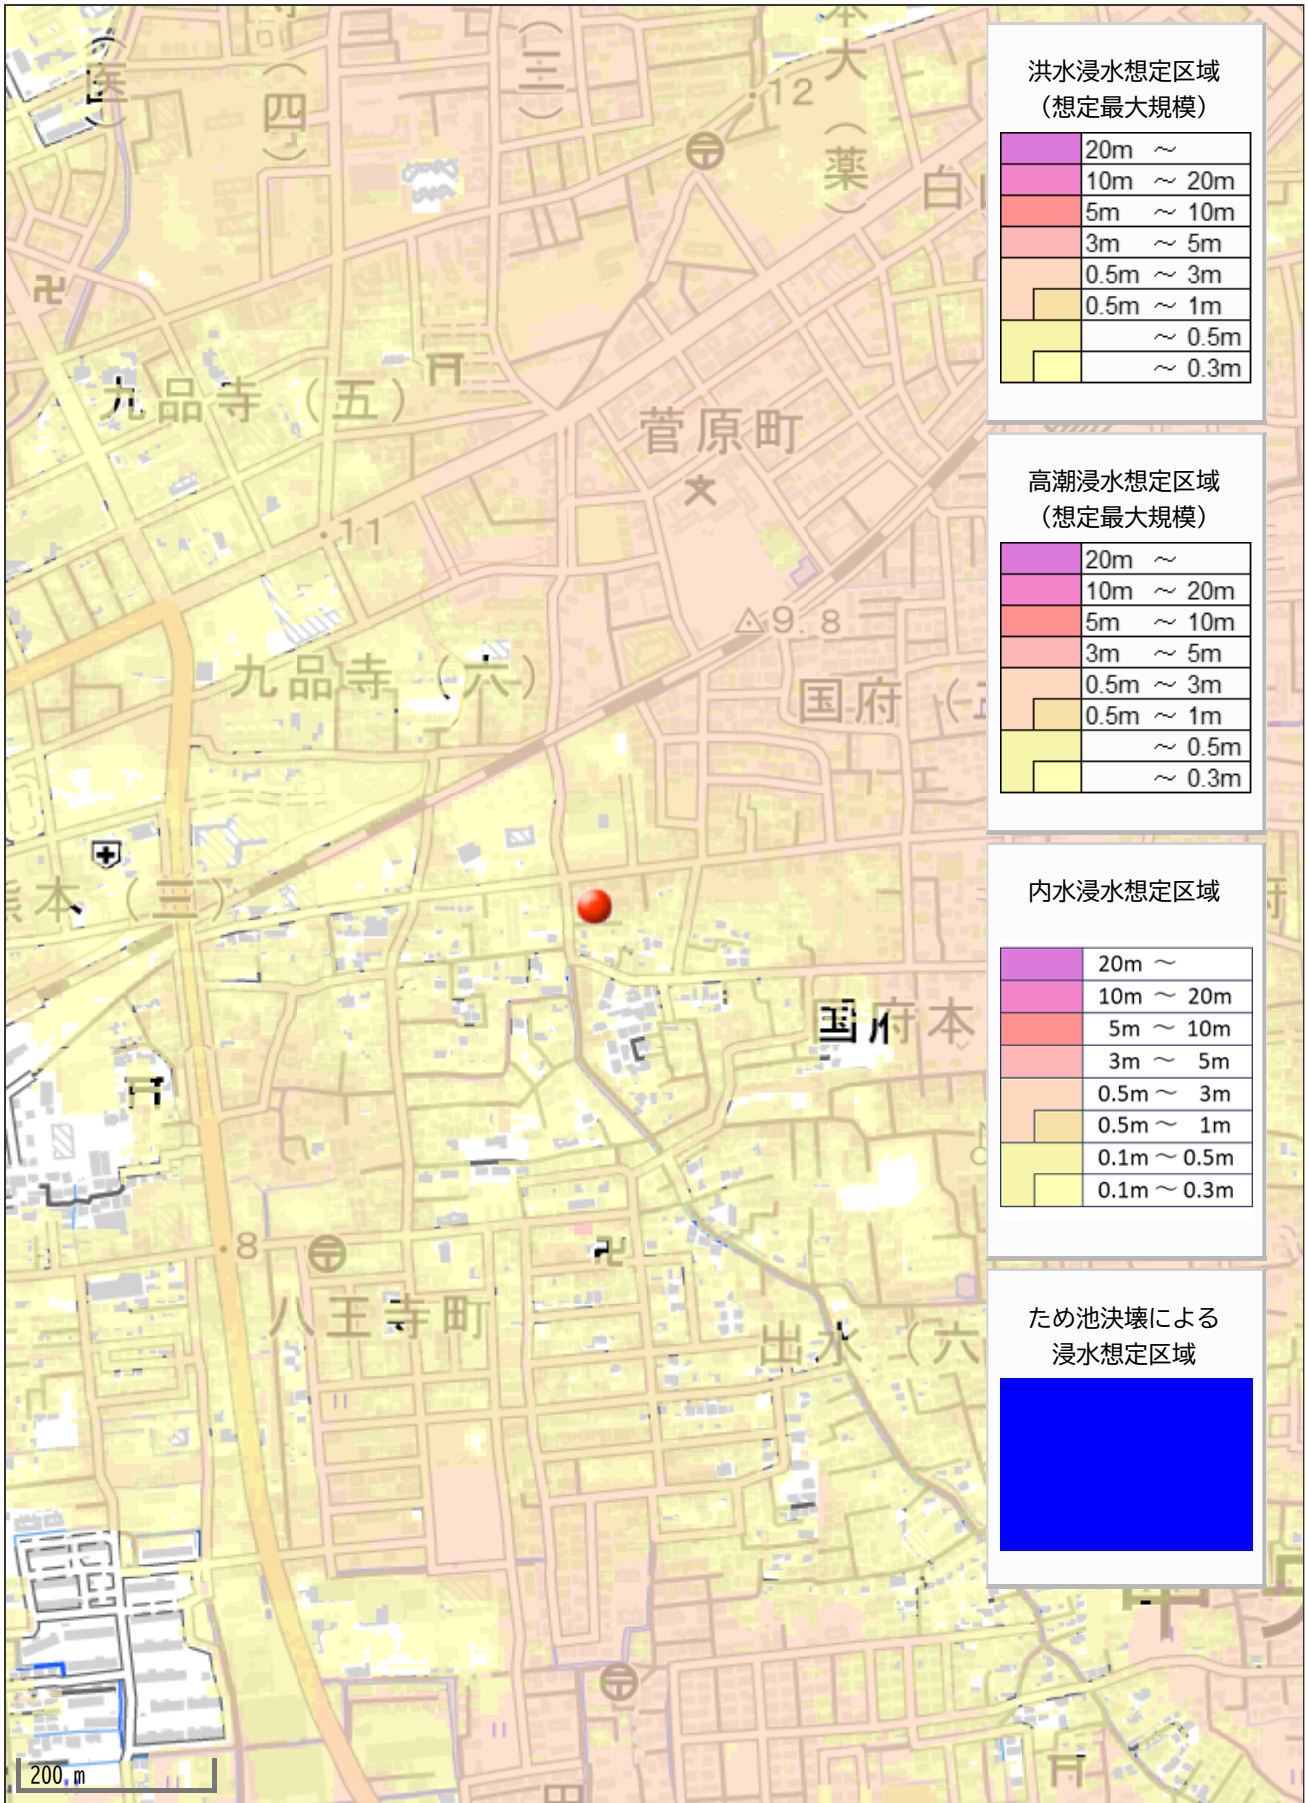 本
大
（薬）
（医）
（四）
（三）
・12
白
九品寺（五）
菅原町
文
・11
△9.8
九品寺（六）
国府（五
熊本（三）
国府本
・8
八王寺町
出水（六
200 m
洪水浸水想定区域
（想定最大規模）
20m ～
10m ～ 20m
5m ～ 10m
3m ～ 5m
0.5m ～ 3m
0.5m ～ 1m
～ 0.5m
～ 0.3m
高潮浸水想定区域
（想定最大規模）
20m ～
10m ～ 20m
5m ～ 10m
3m ～ 5m
0.5m ～ 3m
0.5m ～ 1m
～ 0.5m
～ 0.3m
内水浸水想定区域
20m ～
10m ～ 20m
5m ～ 10m
3m ～ 5m
0.5m ～ 3m
0.5m ～ 1m
0.1m ～ 0.5m
0.1m ～ 0.3m
ため池決壊による
浸水想定区域